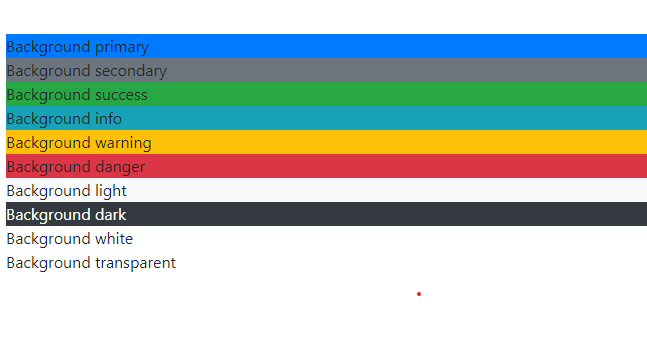 Background primary
Background secondary
Background success
Background info
Background warning
Background danger
Background light
Background dark
Background white
Background transparent